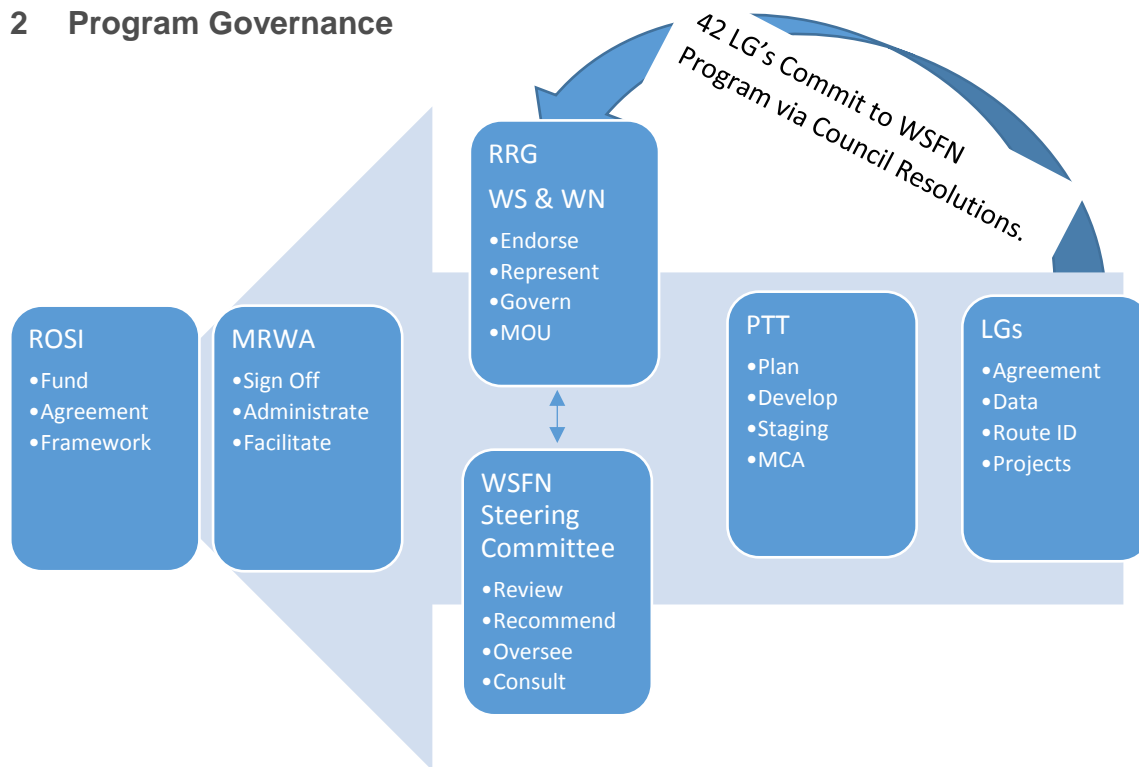 2 Program Governance
42 LG's Commit to WSFN
Program via Council Resolutions.
RRG
WS & WN
•Endorse
•Represent
•Govern
•MOU
ROSI
•Fund
•Agreement
•Framework
MRWA
•Sign Off
•Administrate
•Facilitate
WSFN
Steering
Committee
•Review
•Recommend
•Oversee
•Consult
PTT
•Plan
•Develop
•Staging
•MCA
LGs
•Agreement
•Data
•Route ID
•Projects